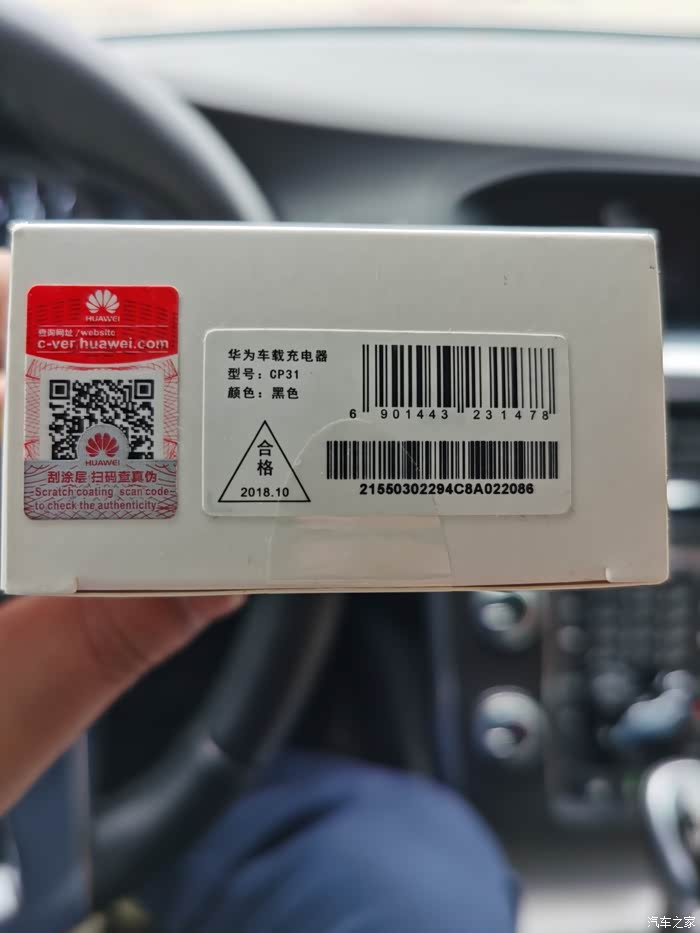 HUAWEI
查询网址 /website
c-ver.huawei.com
HUAWEI
刮涂层 扫码查真伪
Scratch coating scan code
to check the authenticity
华为车载充电器
型号：CP31
颜色：黑色
6 901443 231478
合格
2018.10
21550302294C8A022086
汽车之家